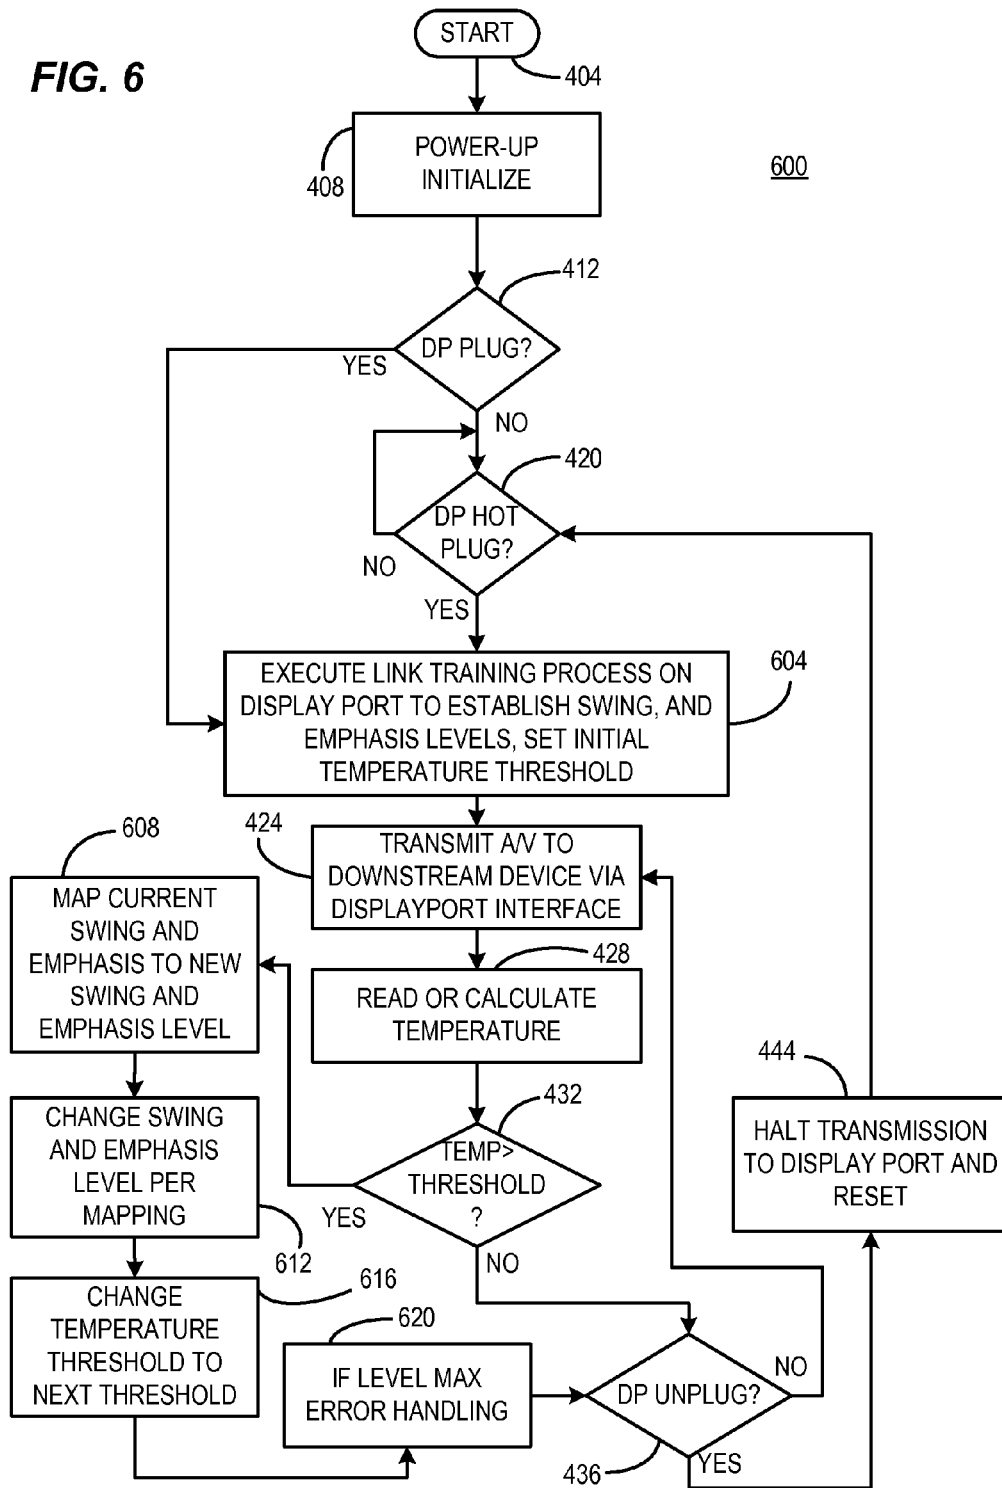 START
FIG. 6
404
POWER-UP
INITIALIZE
408
600
412
DP PLUG?
YES
NO
420
DP HOT
PLUG?
NO
YES
604
EXECUTE LINK TRAINING PROCESS ON
DISPLAY PORT TO ESTABLISH SWING, AND
EMPHASIS LEVELS, SET INITIAL
TEMPERATURE THRESHOLD
608
424
TRANSMIT A/V TO
DOWNSTREAM DEVICE VIA
DISPLAYPORT INTERFACE
MAP CURRENT
SWING AND
EMPHASIS TO NEW
SWING AND
EMPHASIS LEVEL
428
READ OR CALCULATE
TEMPERATURE
444
432
TEMP>
THRESHOLD
?
YES
NO
CHANGE SWING
AND EMPHASIS
LEVEL PER
MAPPING
612
HALT TRANSMISSION
TO DISPLAY PORT AND
RESET
616
CHANGE
TEMPERATURE
THRESHOLD TO
NEXT THRESHOLD
620
IF LEVEL MAX
ERROR HANDLING
DP UNPLUG?
NO
YES
436